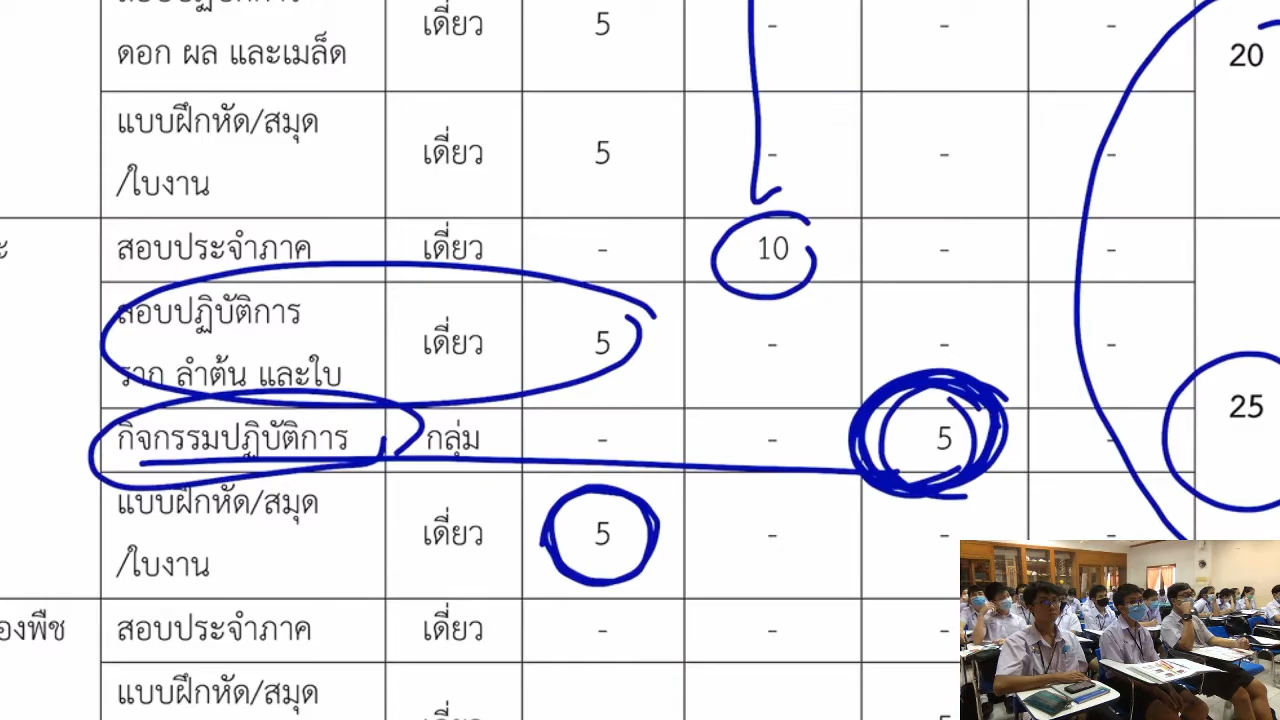 ดอก ผล และเมล็ด
เดี่ยว 5 - - - 20
แบบฝึกหัด/สมุด
/ใบงาน
เดี่ยว 5 - - -
สอบประจำภาค เดี่ยว - 10 - -
สอบปฏิบัติการ
ราก ลำต้น และใบ
เดี่ยว 5 - - - 25
กิจกรรมปฏิบัติการ กลุ่ม - - 5 -
แบบฝึกหัด/สมุด
/ใบงาน
เดี่ยว 5 - - -
องพืช สอบประจำภาค เดี่ยว - - -
แบบฝึกหัด/สมุด